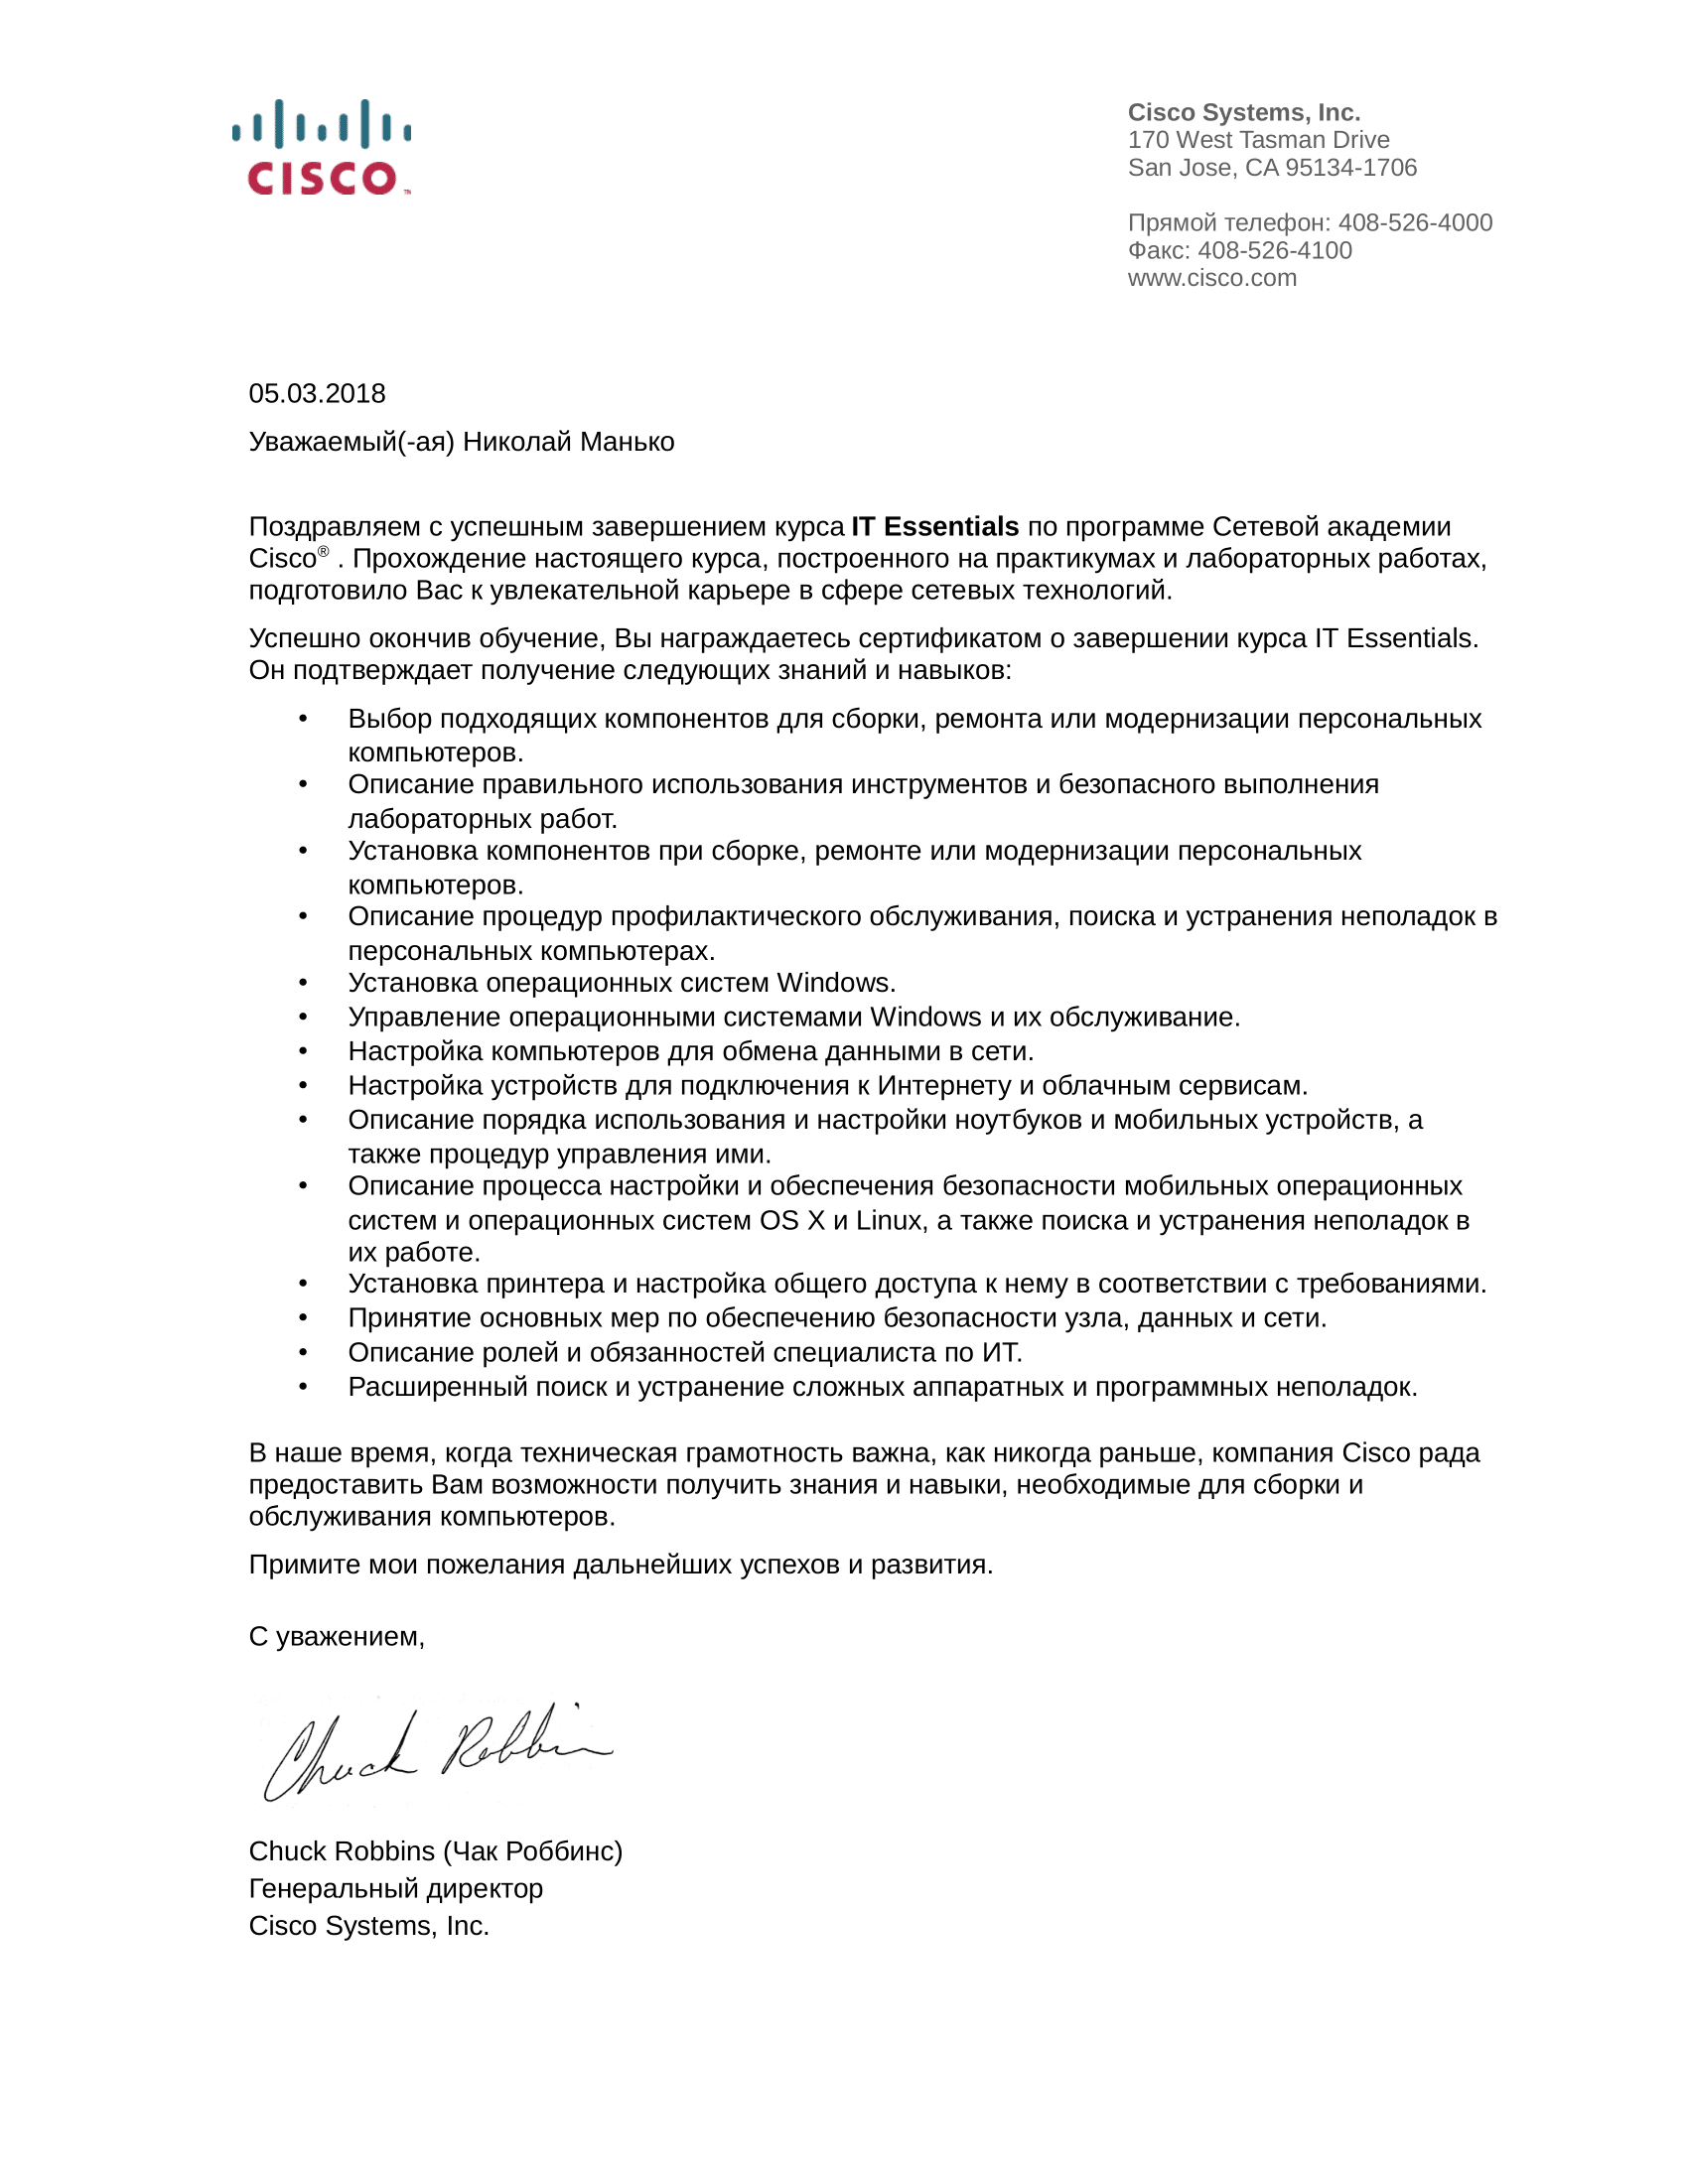 CISCO™
Cisco Systems, Inc.
170 West Tasman Drive
San Jose, CA 95134-1706
Прямой телефон: 408-526-4000
Факс: 408-526-4100
www.cisco.com
05.03.2018
Уважаемый(-ая) Николай Манько
Поздравляем с успешным завершением курса IT Essentials по программе Сетевой академии
Cisco® . Прохождение настоящего курса, построенного на практикумах и лабораторных работах,
подготовило Вас к увлекательной карьере в сфере сетевых технологий.
Успешно окончив обучение, Вы награждаетесь сертификатом о завершении курса IT Essentials.
Он подтверждает получение следующих знаний и навыков:
• Выбор подходящих компонентов для сборки, ремонта или модернизации персональных
компьютеров.
• Описание правильного использования инструментов и безопасного выполнения
лабораторных работ.
• Установка компонентов при сборке, ремонте или модернизации персональных
компьютеров.
• Описание процедур профилактического обслуживания, поиска и устранения неполадок в
персональных компьютерах.
• Установка операционных систем Windows.
• Управление операционными системами Windows и их обслуживание.
• Настройка компьютеров для обмена данными в сети.
• Настройка устройств для подключения к Интернету и облачным сервисам.
• Описание порядка использования и настройки ноутбуков и мобильных устройств, а
также процедур управления ими.
• Описание процесса настройки и обеспечения безопасности мобильных операционных
систем и операционных систем OS X и Linux, а также поиска и устранения неполадок в
их работе.
• Установка принтера и настройка общего доступа к нему в соответствии с требованиями.
• Принятие основных мер по обеспечению безопасности узла, данных и сети.
• Описание ролей и обязанностей специалиста по ИТ.
• Расширенный поиск и устранение сложных аппаратных и программных неполадок.
В наше время, когда техническая грамотность важна, как никогда раньше, компания Cisco рада
предоставить Вам возможности получить знания и навыки, необходимые для сборки и
обслуживания компьютеров.
Примите мои пожелания дальнейших успехов и развития.
С уважением,
Chuck Robbins
Chuck Robbins (Чак Роббинс)
Генеральный директор
Cisco Systems, Inc.